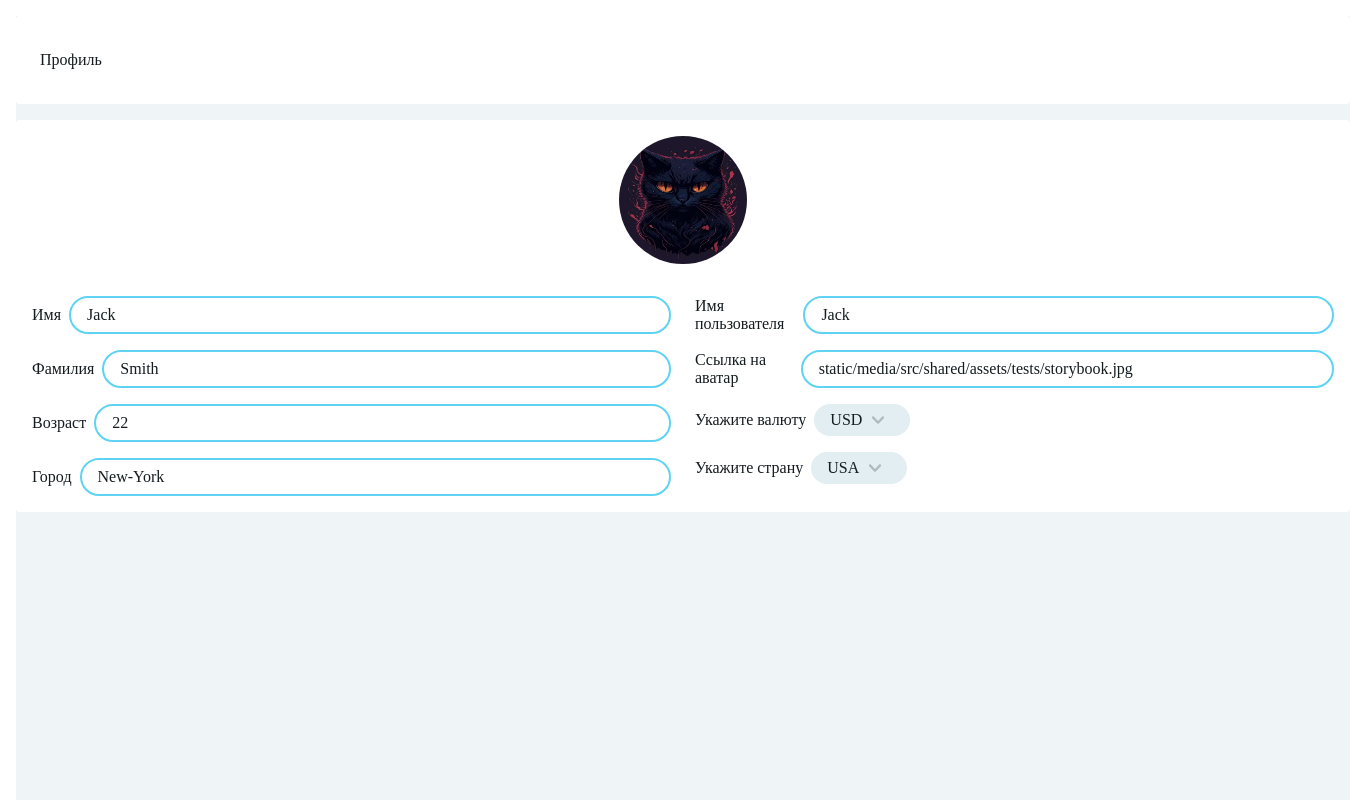 Профиль
Имя
Jack
Фамилия
Smith
Возраст
22
Город
New-York
Имя
пользователя
Jack
Ссылка на
аватар
static/media/src/shared/assets/tests/storybook.jpg
Укажите валюту
USD
Укажите страну
USA